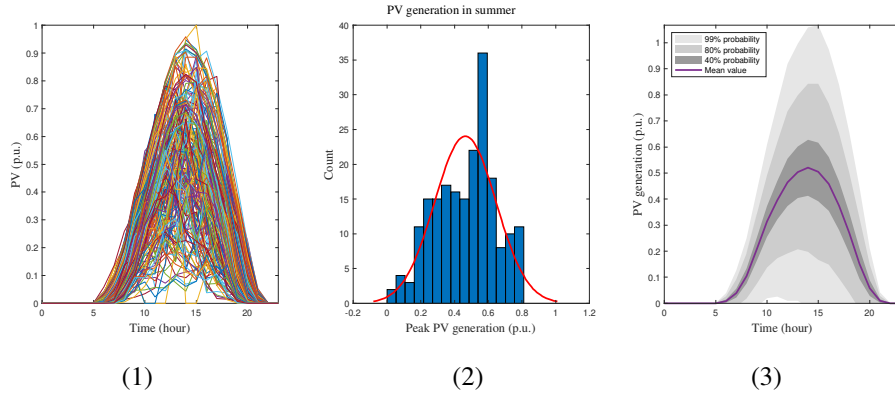 PV generation in summer
1
0.9
0.8
0.7
0.6
0.5
0.4
0.3
0.2
0.1
0
PV (p.u.)
0 5 10 15 20
Time (hour)
(1)
40
35
30
25
20
15
10
5
0
Count
-0.2 0 0.2 0.4 0.6 0.8 1 1.2
Peak PV generation (p.u.)
(2)
1
0.9
0.8
0.7
0.6
0.5
0.4
0.3
0.2
0.1
0
PV generation (p.u.)
99% probability
80% probability
40% probability
Mean value
0 5 10 15 20
Time (hour)
(3)